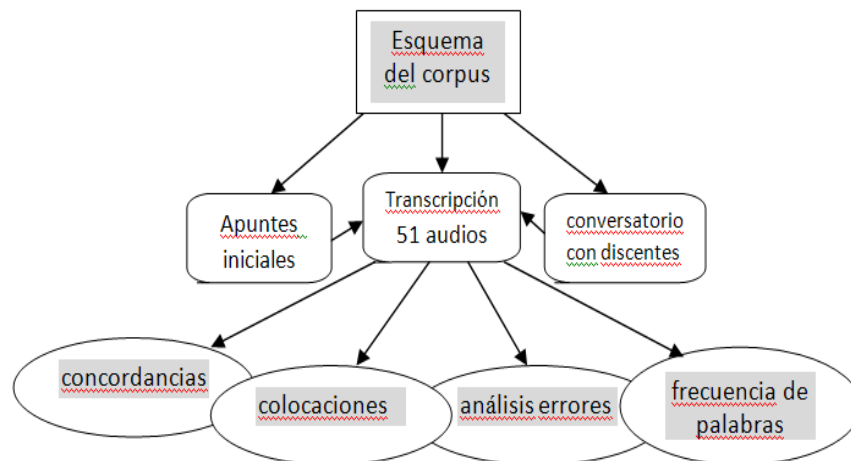 Esquema
del corpus
Apuntes
iniciales
Transcripción
51 audios
conversatorio
con discentes
concordancias
colocaciones
análisis errores
frecuencia de
palabras